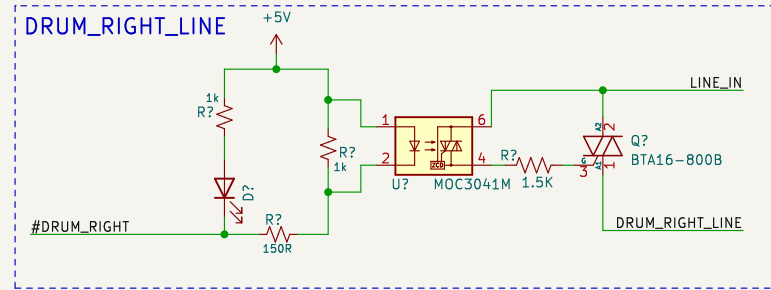 DRUM_RIGHT_LINE
+5V
1k
R?
D?
#DRUM_RIGHT
R?
150R
R?
1k
1
2
6
4
ZCD
U?
MOC3041M
R?
1.5K
LINE_IN
A2
2
G
3
A1
1
Q?
BTA16-800B
DRUM_RIGHT_LINE